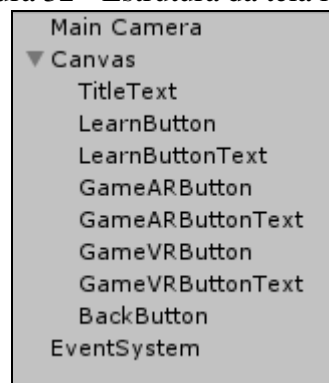 Main Camera
Canvas
TitleText
LearnButton
LearnButtonText
GameARButton
GameARButtonText
GameVRButton
GameVRButtonText
BackButton
EventSystem